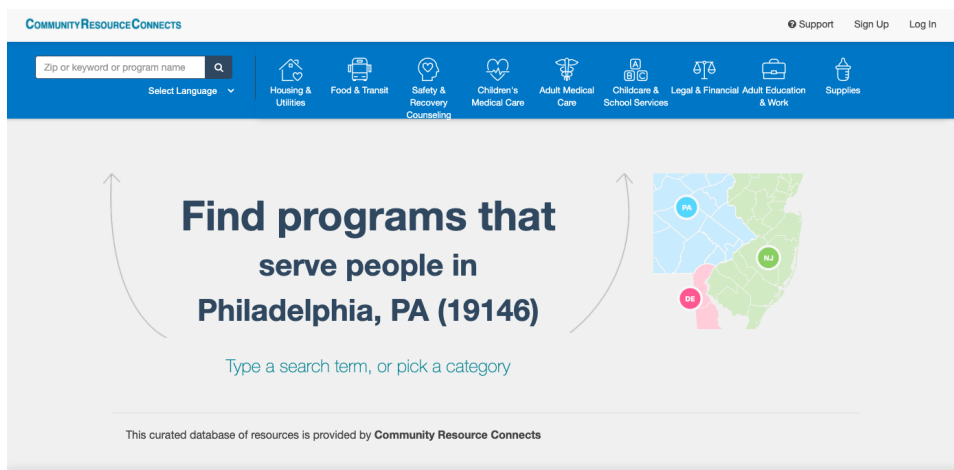 COMMUNITY RESOURCE CONNECTS
Support Sign Up Log In
Zip or keyword or program name
Select Language
Housing &
Utilities
Food & Transit
Safety &
Recovery
Counseling
Children's
Medical Care
Adult Medical
Care
Childcare &
School Services
Legal & Financial
Adult Education
& Work
Supplies
A
B C
Find programs that
serve people in
Philadelphia, PA (19146)
PA
NJ
DE
Type a search term, or pick a category
This curated database of resources is provided by Community Resource Connects